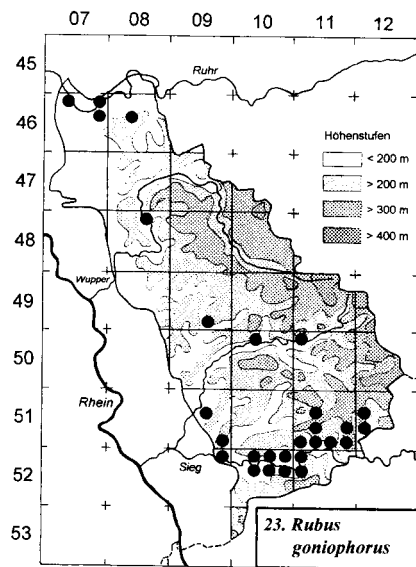 07 08 09 10 11 12
45
Ruhr
46
Höhenstufen
< 200 m
> 200 m
> 300 m
> 400 m
47
48
Wupper
49
50
Rhein
51
Sieg
52
53
23. Rubus
goniophorus